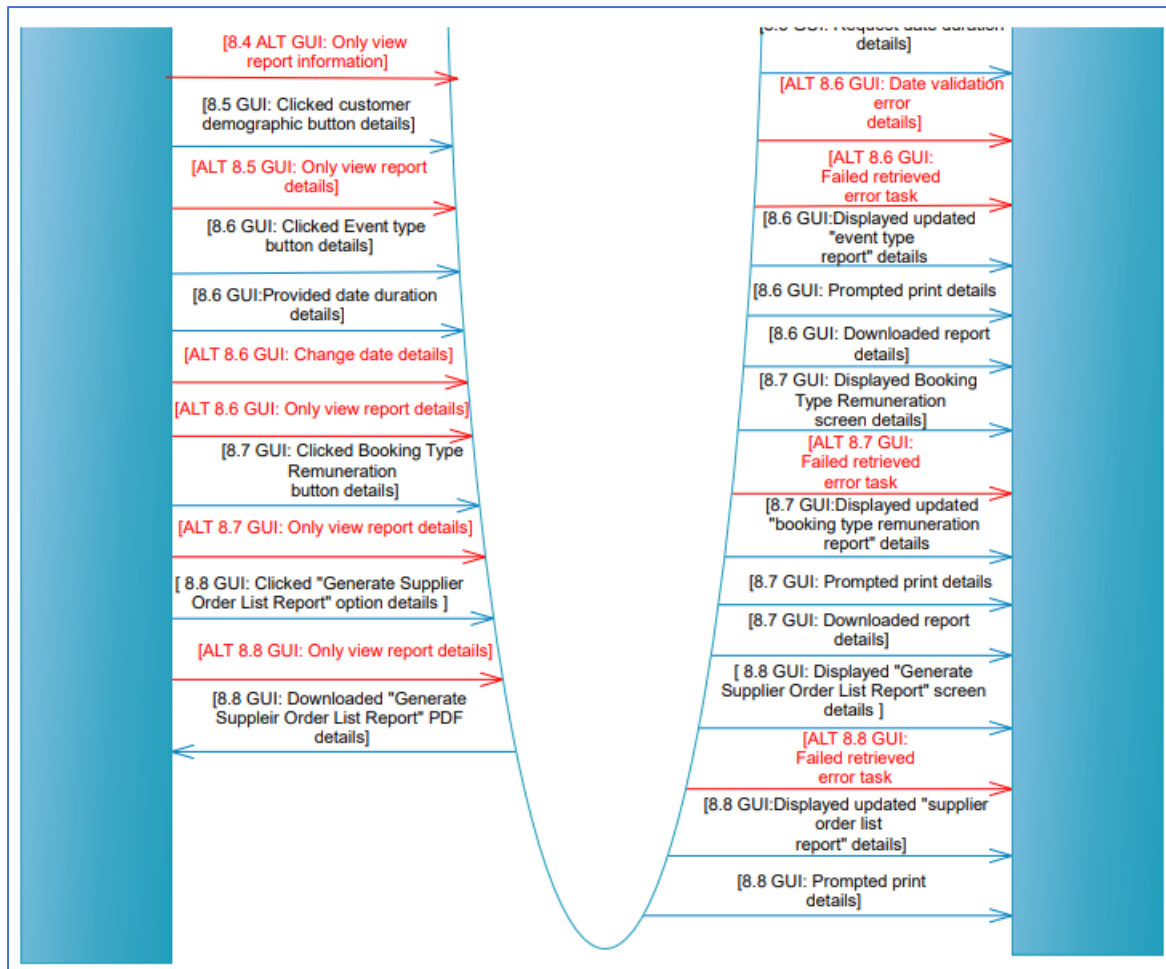 [8.4 ALT GUI: Only view
report information]
[8.5 GUI: Clicked customer
demographic button details]
[ALT 8.5 GUI: Only view report
details]
[8.6 GUI: Clicked Event type
button details]
[8.6 GUI:Provided date duration
details]
[ALT 8.6 GUI: Change date details]
[ALT 8.6 GUI: Only view report details]
[8.7 GUI: Clicked Booking Type
Remuneration
button details]
[ALT 8.7 GUI: Only view report details]
[ 8.8 GUI: Clicked "Generate Supplier
Order List Report" option details ]
[ALT 8.8 GUI: Only view report details]
[8.8 GUI: Downloaded "Generate
Suppleir Order List Report" PDF
details]
GUI: Request date duration
details]
[ALT 8.6 GUI: Date validation
error
details]
[ALT 8.6 GUI:
Failed retrieved
error task
[8.6 GUI:Displayed updated
"event type
report" details
[8.6 GUI: Prompted print details
[8.6 GUI: Downloaded report
details]
[8.7 GUI: Displayed Booking
Type Remuneration
screen details]
[ALT 8.7 GUI:
Failed retrieved
error task
[8.7 GUI:Displayed updated
"booking type remuneration
report" details
[8.7 GUI: Prompted print details
[8.7 GUI: Downloaded report
details]
[ 8.8 GUI: Displayed "Generate
Supplier Order List Report" screen
details ]
[ALT 8.8 GUI:
Failed retrieved
error task
[8.8 GUI:Displayed updated "supplier
order list
report" details]
[8.8 GUI: Prompted print
details]